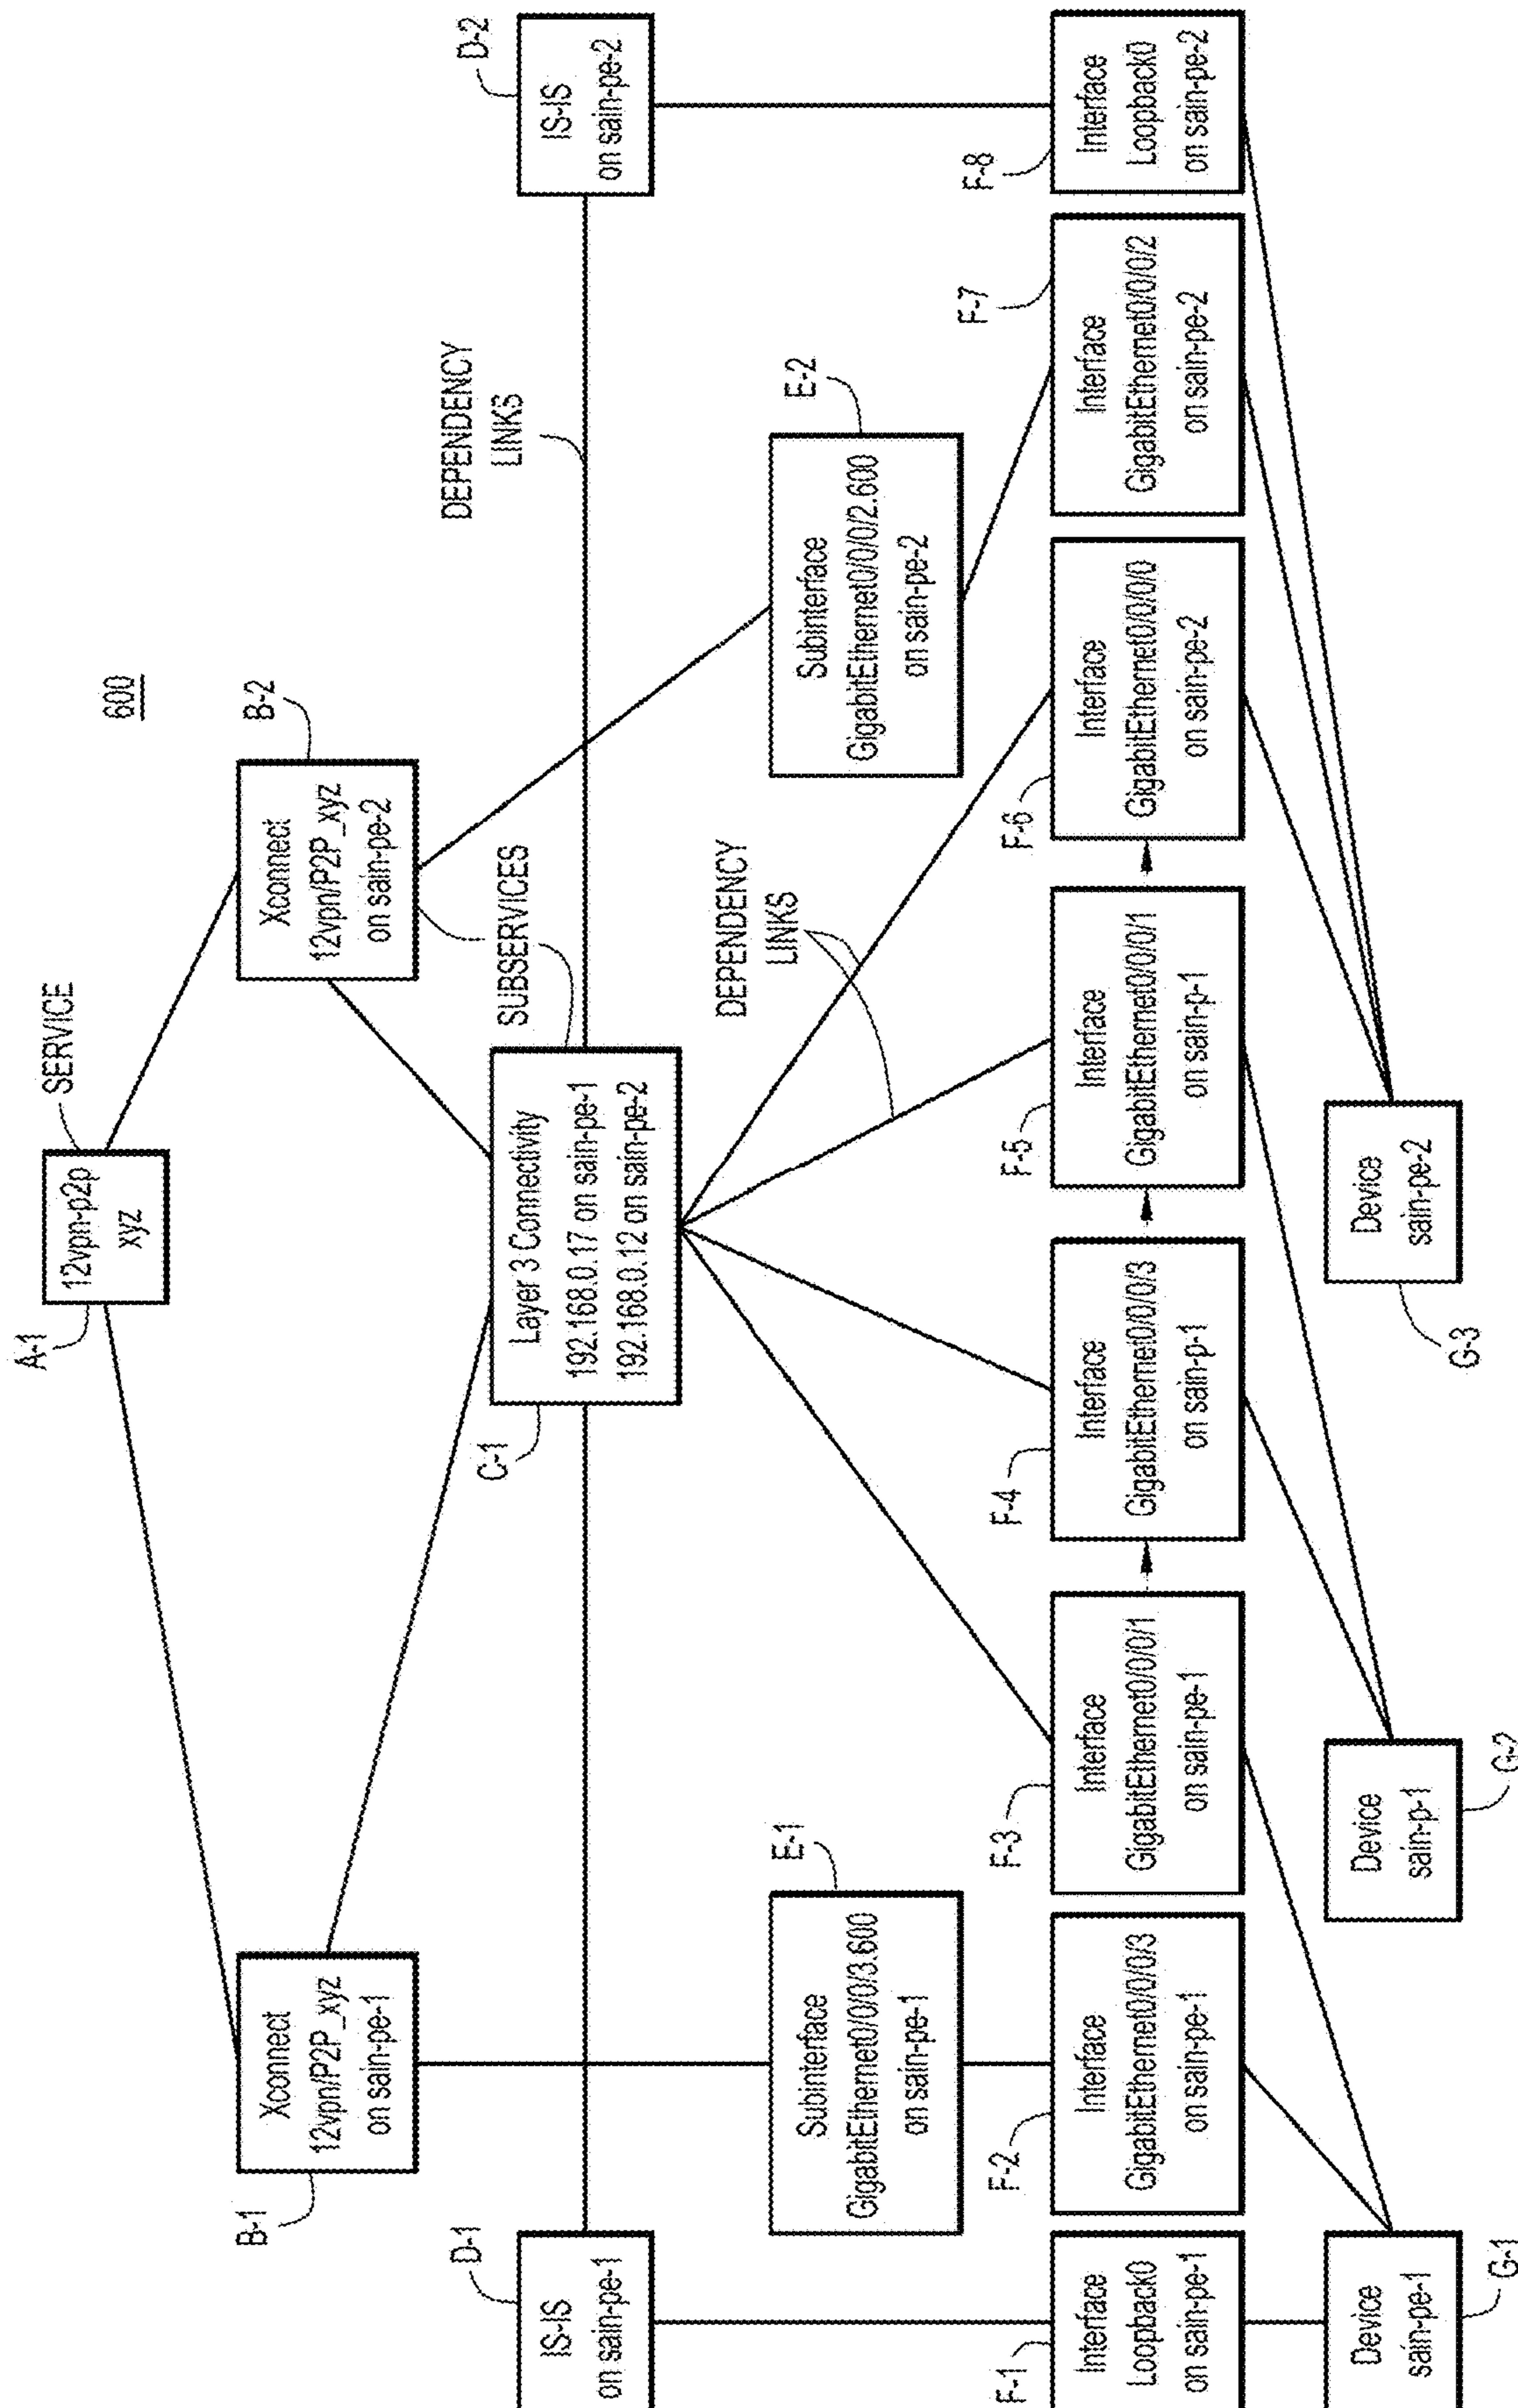 600
SERVICE
A-1
12vpn-p2p
xyz
B-1
Xconnect
12vpn/P2P_xyz
on sain-pe-1
B-2
Xconnect
12vpn/P2P_xyz
on sain-pe-2
SUBSERVICES
DEPENDENCY
LINKS
D-1
IS-IS
on sain-pe-1
C-1
Layer 3 Connectivity
192.168.0.17 on sain-pe-1
192.168.0.12 on sain-pe-2
D-2
IS-IS
on sain-pe-2
E-1
Subinterface
GigabitEthernet0/0/0/3.600
on sain-pe-1
DEPENDENCY
LINKS
E-2
Subinterface
GigabitEthernet0/0/0/2.600
on sain-pe-2
F-1
Interface
Loopback0
on sain-pe-1
F-2
Interface
GigabitEthernet0/0/0/3
on sain-pe-1
F-3
Interface
GigabitEthernet0/0/0/1
on sain-pe-1
F-4
Interface
GigabitEthernet0/0/0/3
on sain-p-1
F-5
Interface
GigabitEthernet0/0/0/1
on sain-p-1
F-6
Interface
GigabitEthernet0/0/0/0
on sain-pe-2
F-7
Interface
GigabitEthernet0/0/0/2
on sain-pe-2
F-8
Interface
Loopback0
on sain-pe-2
Device
sain-pe-1
G-1
Device
sain-p-1
G-2
Device
sain-pe-2
G-3